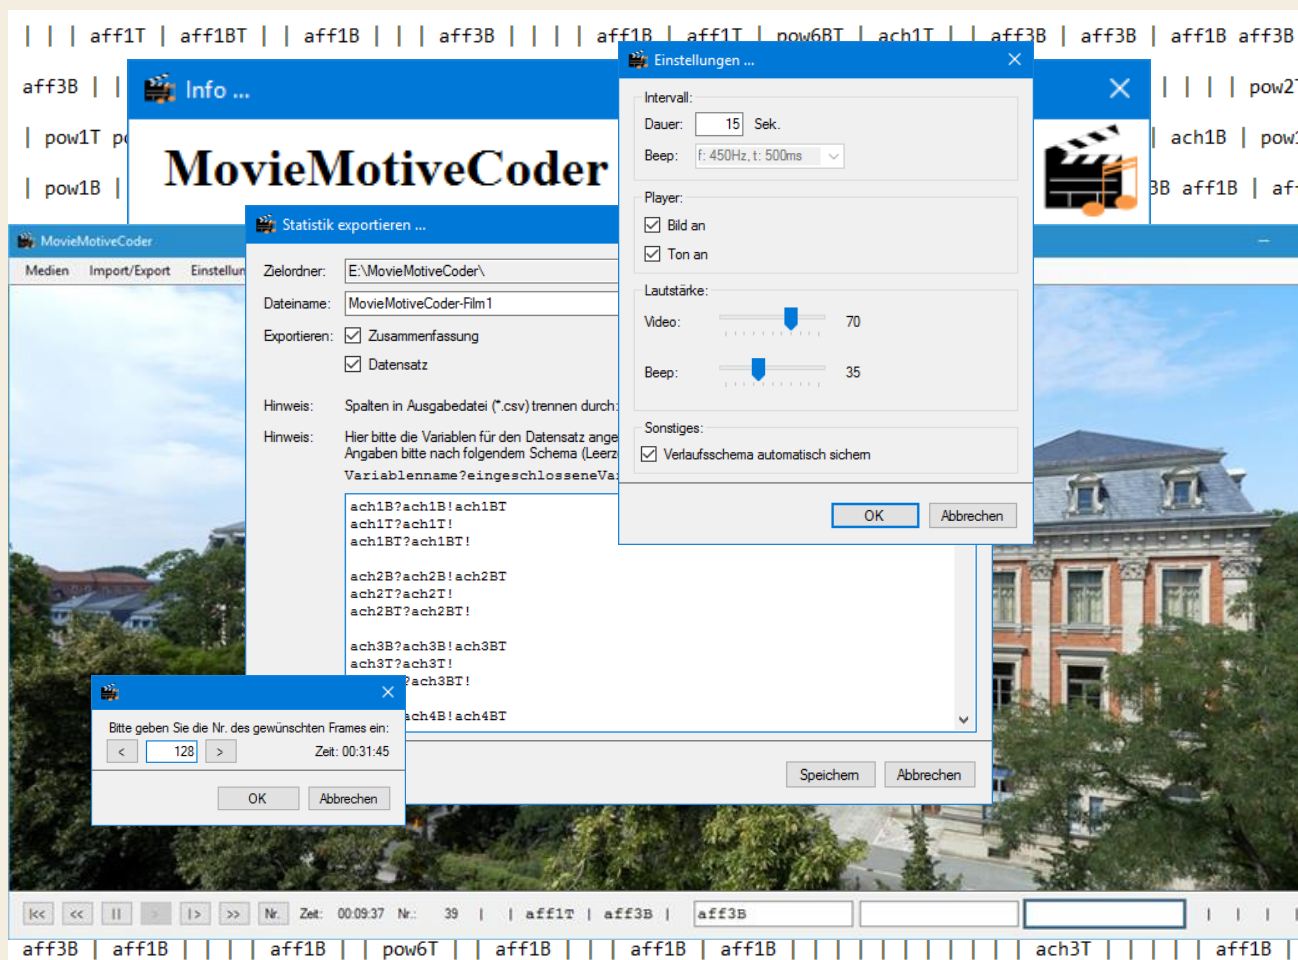 | | | aff1T | aff1BT | | aff1B | | | aff3B | | | | aff1B | aff1T | pow6BT | ach1T | | aff3B | aff3B | aff1B aff3B
aff3B | |
| | | | pow2T
| pow1T
| ach1B |
| pow1B |
aff1B |
Info ...
MovieMotiveCoder
MovieMotiveCoder
Medien Import/Export
Statistik exportieren ...
Zielordner: E:\MovieMotiveCoder\
Dateiname: MovieMotiveCoder-Film1
Exportieren: Zusammenfassung
Datensatz
Hinweis: Spalten in Ausgabedatei (*.csv) trennen durch:
Hinweis: Hier bitte die Variablen für den Datensatz ange
Angaben bitte nach folgendem Schema (Leerz
Variablenname?eingeschlosseneVa
ach1B?ach1B!ach1BT
ach1T?ach1T!
ach1BT?ach1BT!
ach2B?ach2B!ach2BT
ach2T?ach2T!
ach2BT?ach2BT!
ach3B?ach3B!ach3BT
ach3T?ach3T!
?ach3BT!
ach4B!ach4BT
Speichern Abbrechen
Einstellungen ...
Intervall:
Dauer: 15 Sek.
Beep: f: 450Hz, t: 500ms
Player:
Bild an
Ton an
Lautstärke:
Video: 70
Beep: 35
Sonstiges:
Verlaufsschema automatisch sichern
OK Abbrechen
Bitte geben Sie die Nr. des gewünschten Frames ein:
< 128 > Zeit: 00:31:45
OK Abbrechen
|<< << || > |> >> Nr. Zeit: 00:09:37 Nr.: 39 | | aff1T | aff3B | aff3B | | | |
aff3B | aff1B | | | | aff1B | | pow6T | | aff1B | | | aff1B | aff1B | | | | | | | | | | | ach3T | | | | | aff1B |